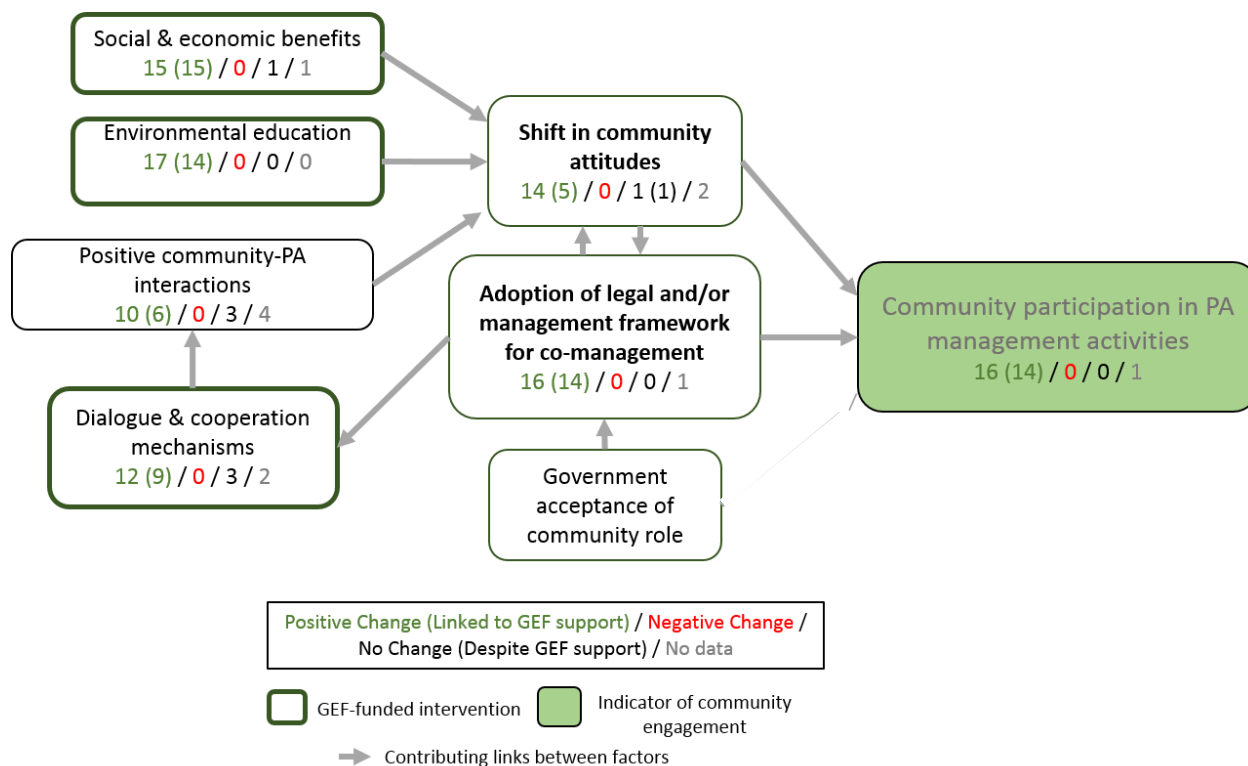 Social & economic benefits
15 (15) / 0 / 1 / 1
Environmental education
17 (14) / 0 / 0 / 0
Positive community-PA
interactions
10 (6) / 0 / 3 / 4
Dialogue & cooperation
mechanisms
12 (9) / 0 / 3 / 2
Shift in community
attitudes
14 (5) / 0 / 1 (1) / 2
Adoption of legal and/or
management framework
for co-management
16 (14) / 0 / 0 / 1
Government
acceptance of
community role
Community participation in PA
management activities
16 (14) / 0 / 0 / 1
Positive Change (Linked to GEF support) / Negative Change /
No Change (Despite GEF support) / No data
GEF-funded intervention
Indicator of community
engagement
Contributing links between factors